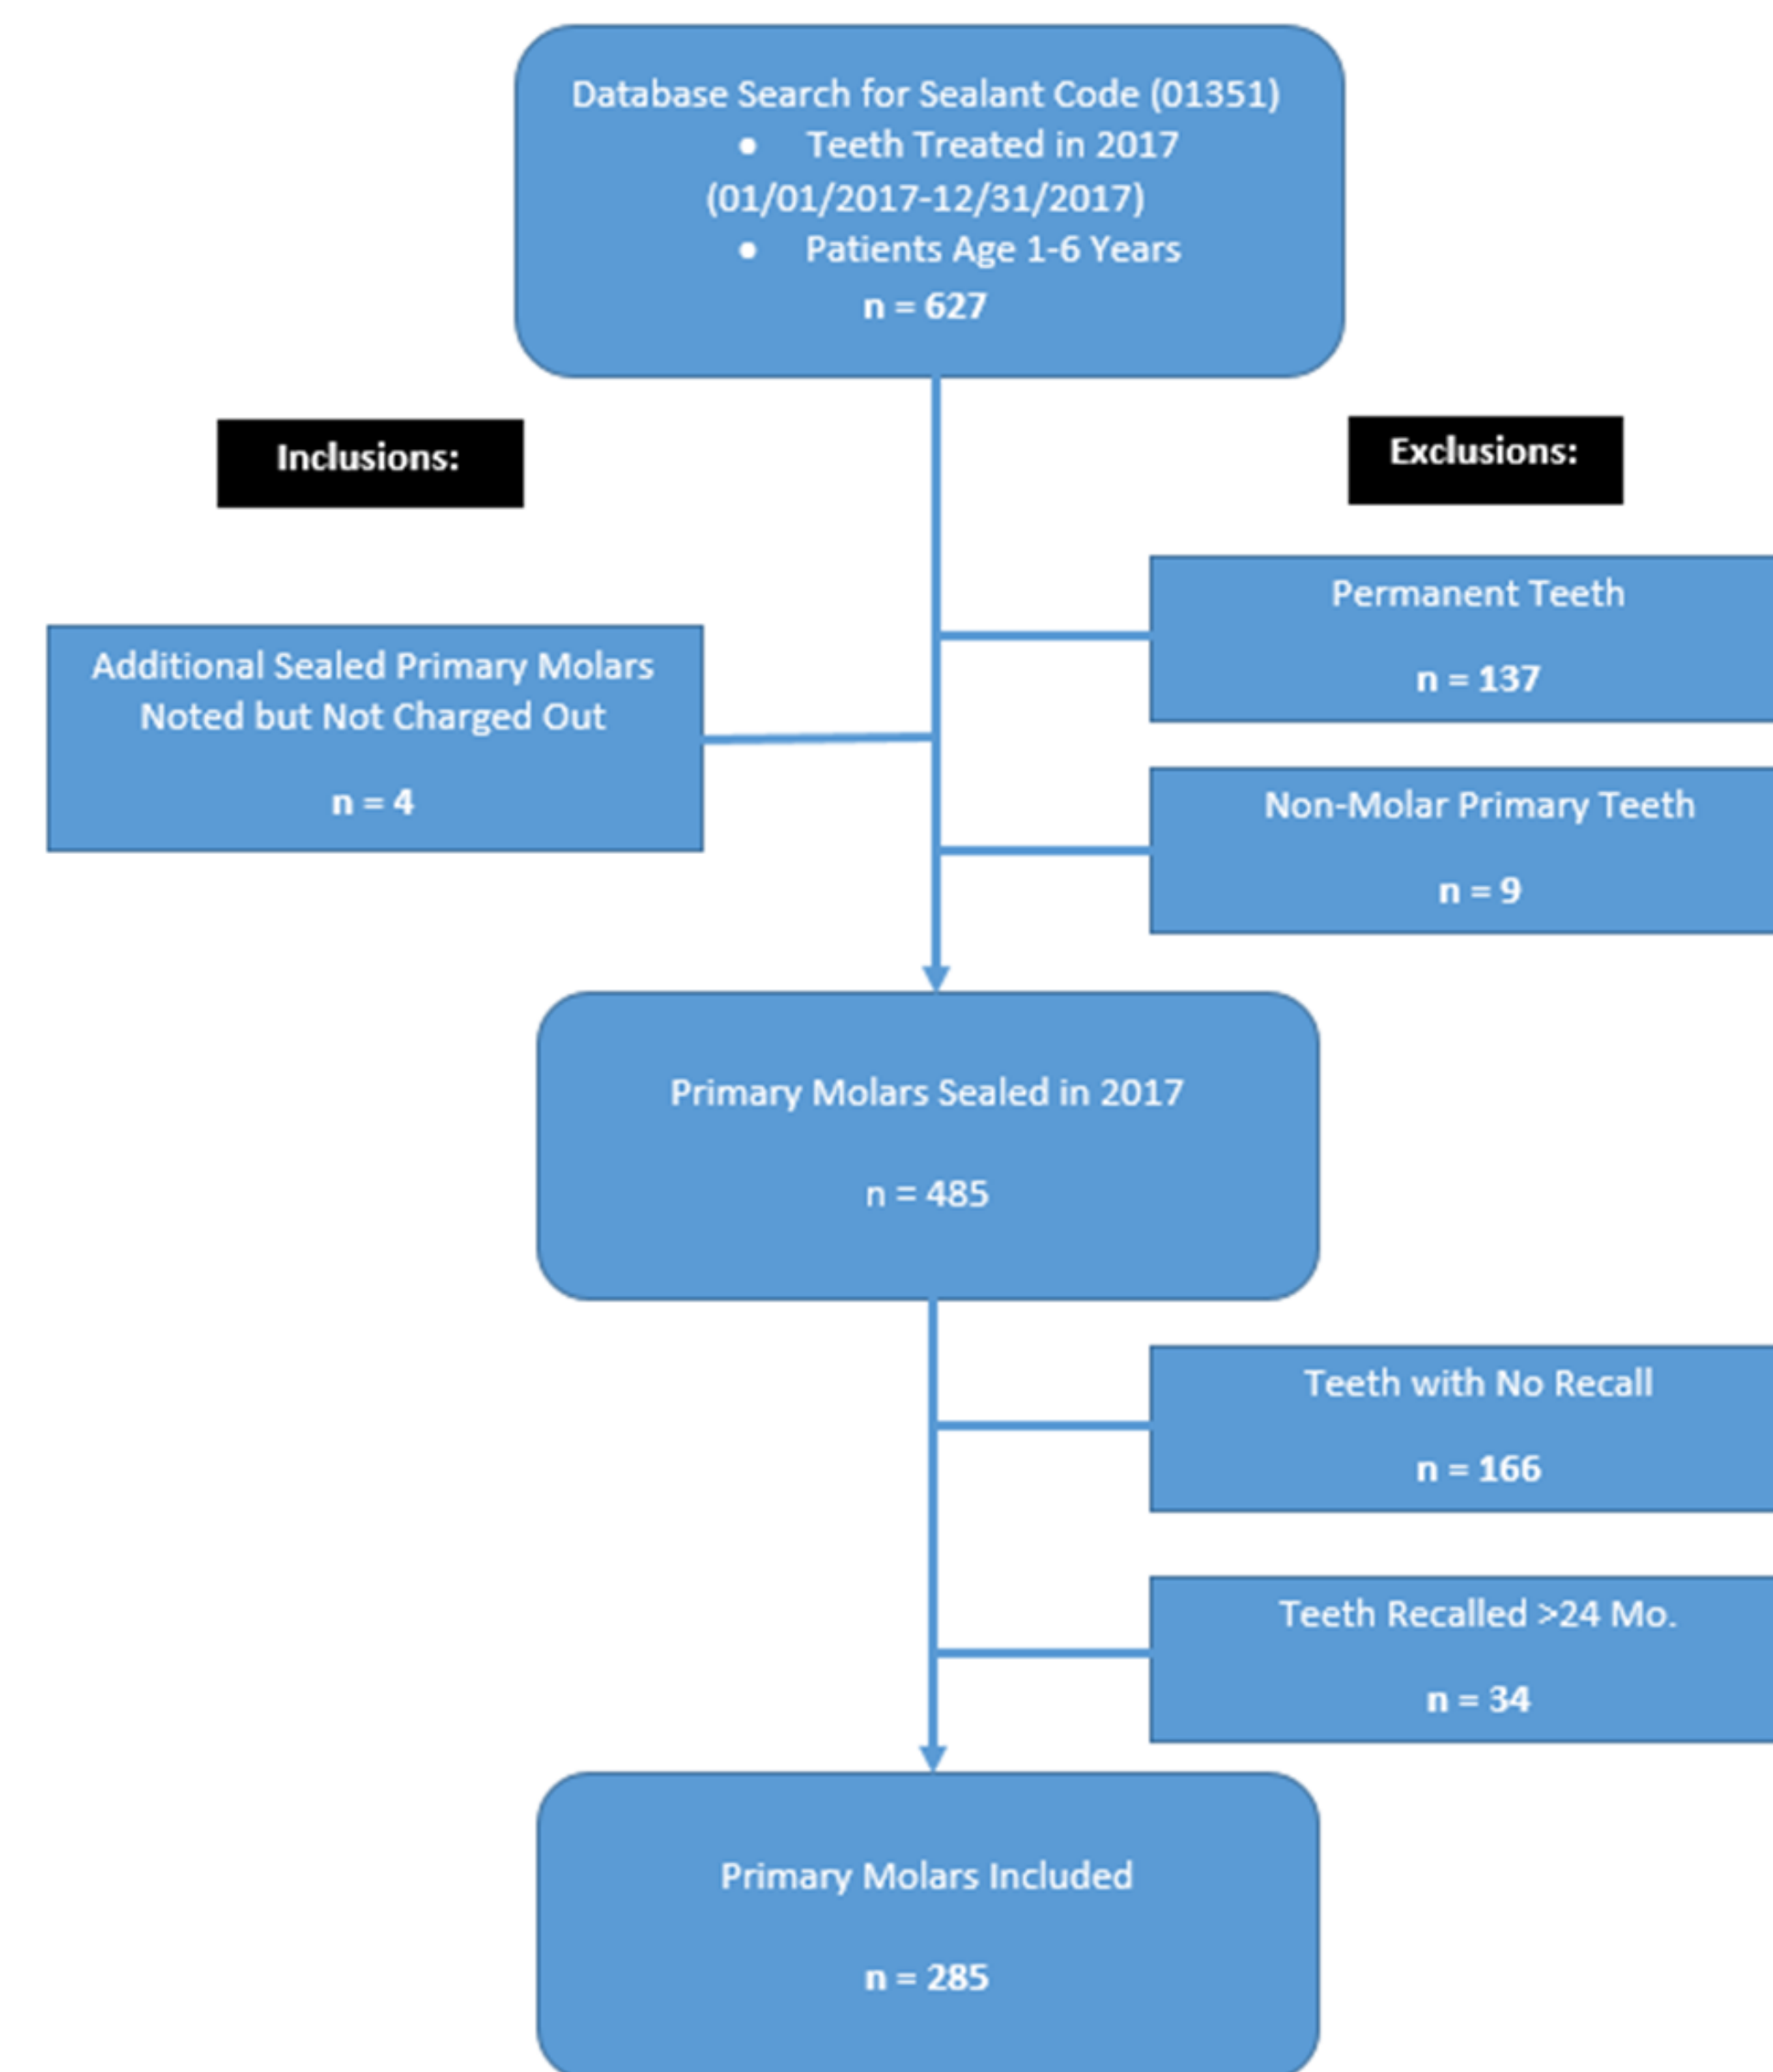 Database Search for Sealant Code (01351)
• Teeth Treated in 2017
(01/01/2017-12/31/2017)
• Patients Age 1-6 Years
n = 627
Inclusions:
Exclusions:
Permanent Teeth
n = 137
Additional Sealed Primary Molars
Noted but Not Charged Out
n = 4
Non-Molar Primary Teeth
n = 9
Primary Molars Sealed in 2017
n = 485
Teeth with No Recall
n = 166
Teeth Recalled >24 Mo.
n = 34
Primary Molars Included
n = 285